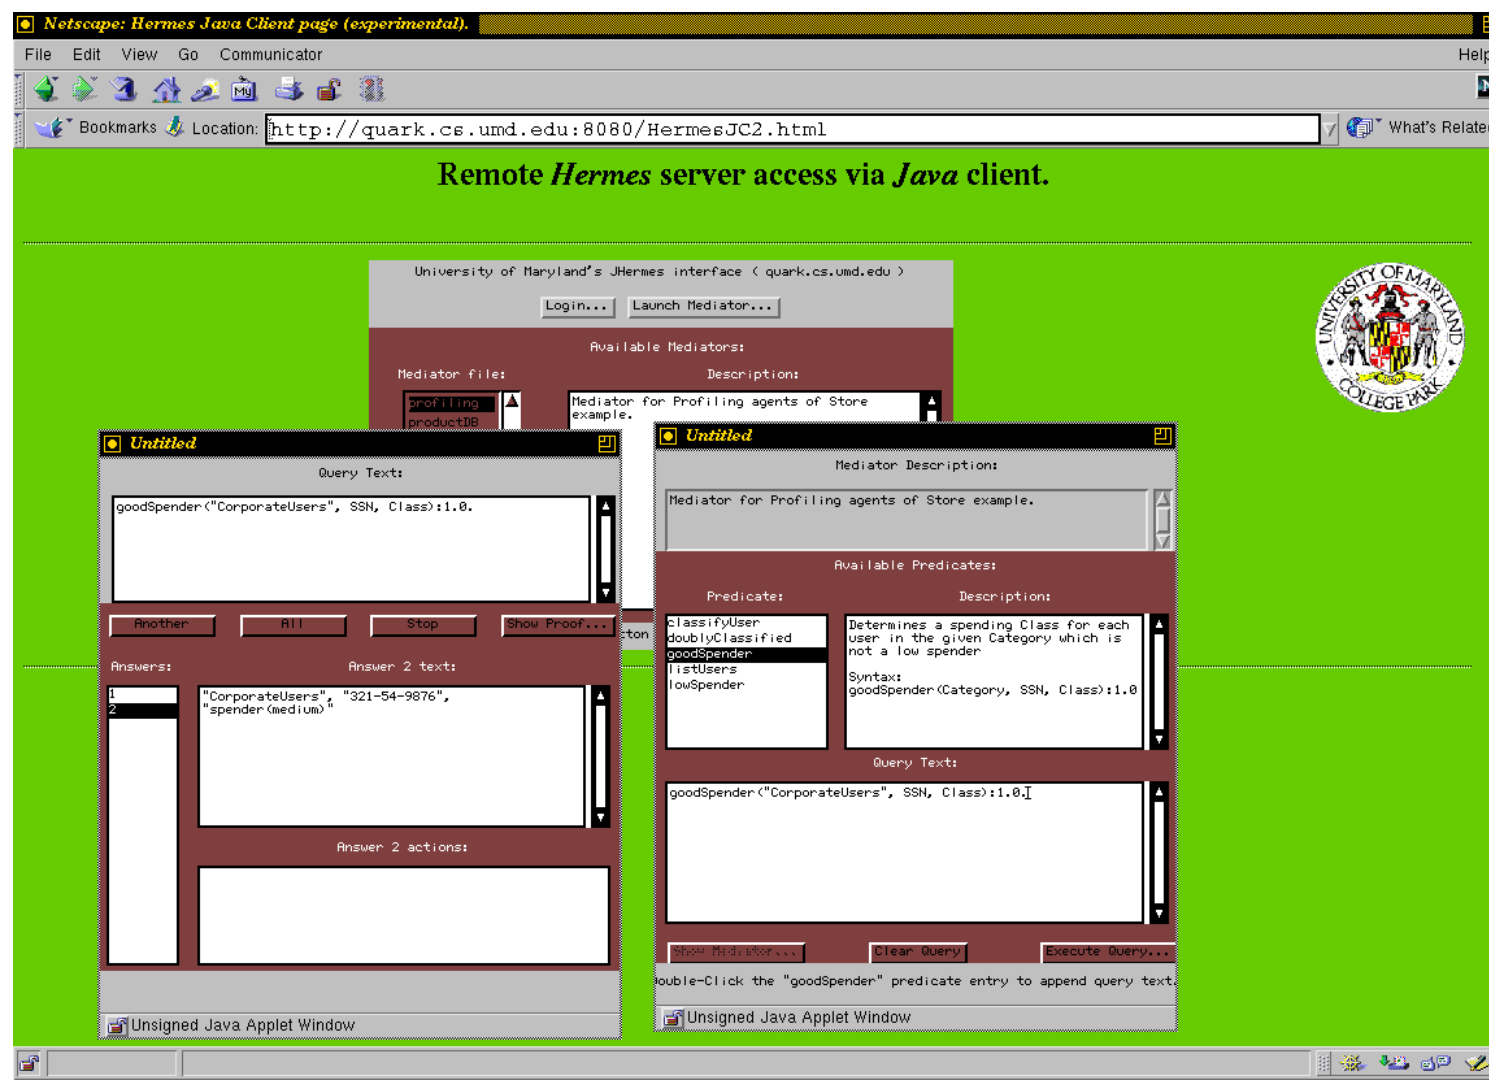 Netscape: Hermes Java Client page (experimental).
File Edit View Go Communicator Help
My
N
Bookmarks Location: http://quark.cs.umd.edu:8080/HermesJC2.html What's Related
Remote Hermes server access via Java client.
University of Maryland's JHermes interface ( quark.cs.umd.edu )
Login... Launch Mediator...
Available Mediators:
Mediator file: Description:
profiling
productDB
Mediator for Profiling agents of Store
example.
UNIVERSITY OF MARYLAND
COLLEGE PARK
Untitled
Query Text:
goodSpender("CorporateUsers", SSN, Class):1.0.
Another All Stop Show Proof...
Answers: Answer 2 text:
1
2
"CorporateUsers", "321-54-9876",
"spender(medium)"
Answer 2 actions:
Unsigned Java Applet Window
tton
Untitled
Mediator Description:
Mediator for Profiling agents of Store example.
Available Predicates:
Predicate: Description:
classifyUser
doublyClassified
goodSpender
listUsers
lowSpender
Determines a spending Class for each
user in the given Category which is
not a low spender
Syntax:
goodSpender(Category, SSN, Class):1.0
Query Text:
goodSpender("CorporateUsers", SSN, Class):1.0.
Show Mediator... Clear Query Execute Query...
ouble-Click the "goodSpender" predicate entry to append query text.
Unsigned Java Applet Window